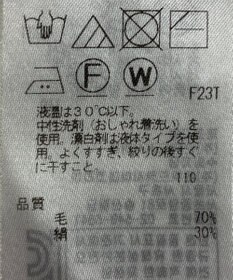 F W
F23T
液温は30℃以下。
中性洗剤（おしゃれ着洗い）を
使用。漂白剤は液体タイプを使
用。よくすすぎ、絞りの後すぐ
に干すこと。
110
品質
毛 70%
絹 30%